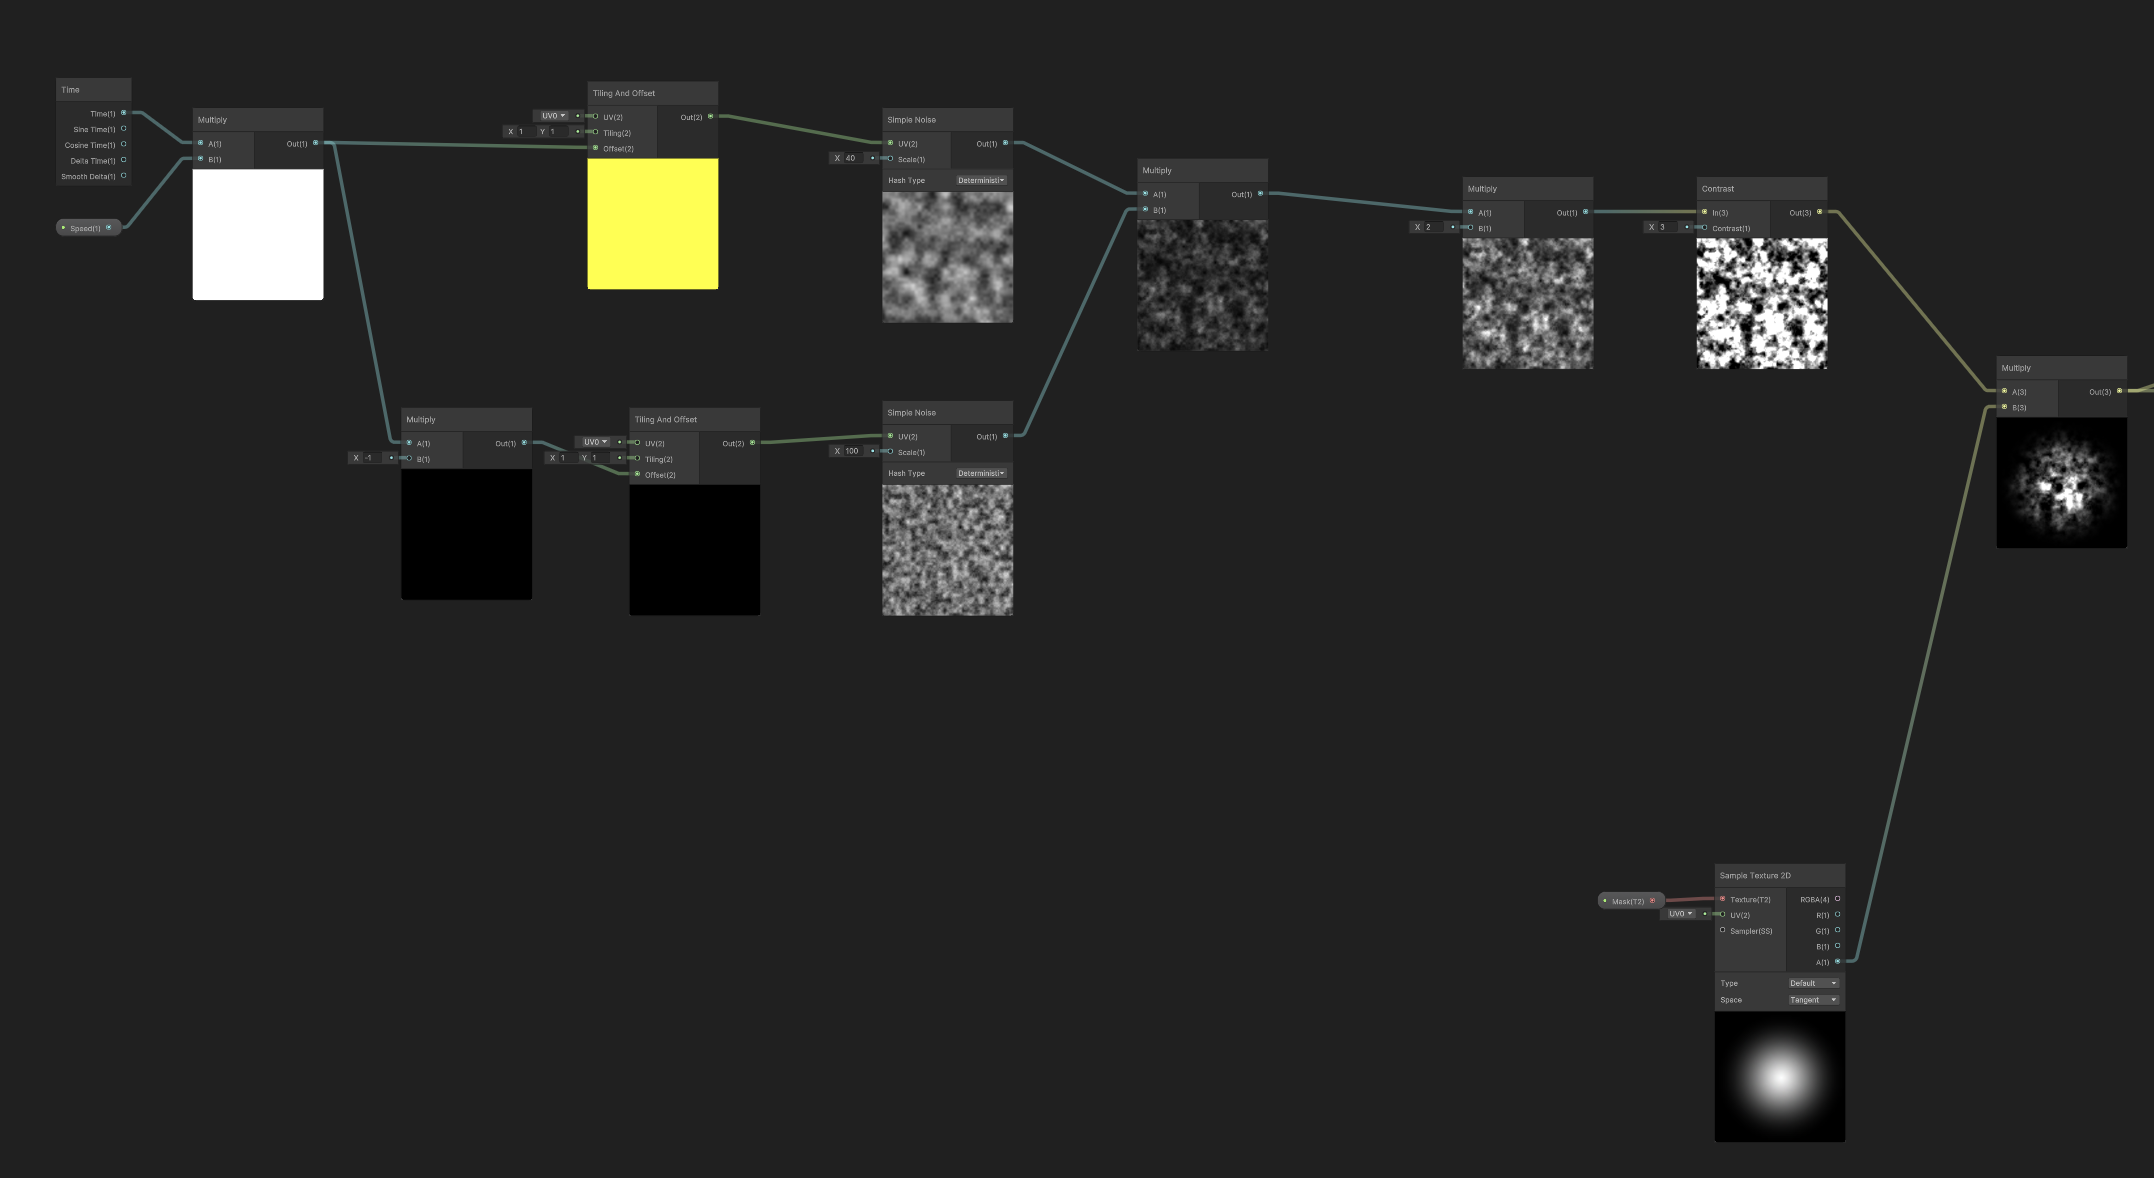 Time
Time(1)
Sine Time(1)
Cosine Time(1)
Delta Time(1)
Smooth Delta(1)
Speed(1)
Multiply
A(1) Out(1)
B(1)
Tiling And Offset
UV0 UV(2) Out(2)
X 1 Y 1 Tiling(2)
Offset(2)
Simple Noise
UV(2) Out(1)
X 40 Scale(1)
Hash Type Deterministi
Multiply
A(1) Out(1)
B(1)
Multiply
A(1) Out(1)
X 2 B(1)
Contrast
In(3) Out(3)
X 3 Contrast(1)
Multiply
A(3) Out(3)
B(3)
Multiply
A(1) Out(1)
X -1 B(1)
Tiling And Offset
UV0 UV(2) Out(2)
X 1 Y 1 Tiling(2)
Offset(2)
Simple Noise
UV(2) Out(1)
X 100 Scale(1)
Hash Type Deterministi
Mask(T2)
Sample Texture 2D
Texture(T2) RGBA(4)
UV0 UV(2) R(1)
Sampler(SS) G(1)
B(1)
A(1)
Type Default
Space Tangent